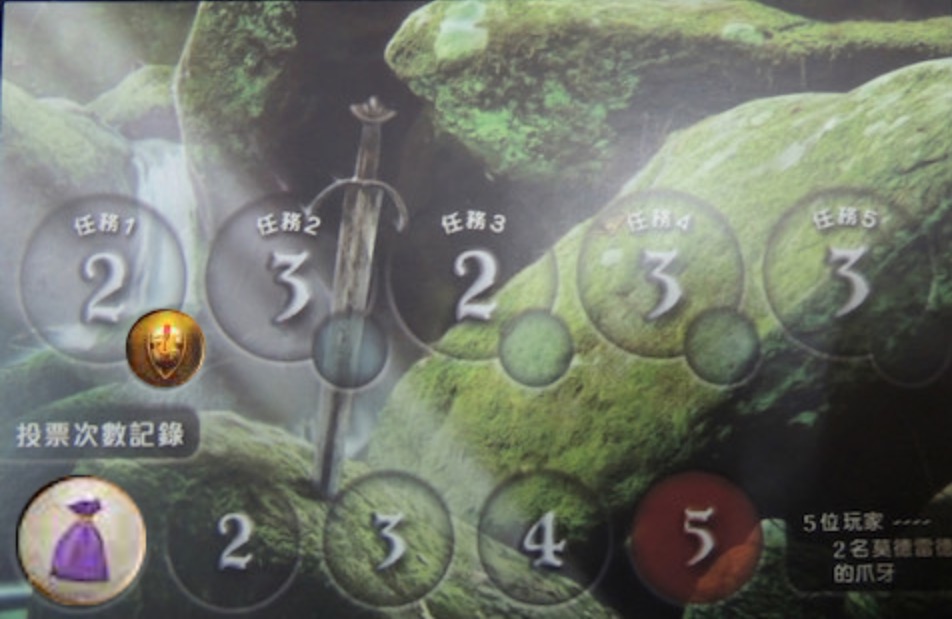 任務1
任務2
任務3
任務4
任務5
2
3
2
3
3
投票次數記錄
2
3
4
5
5位玩家 ----
2名莫德雷德
的爪牙